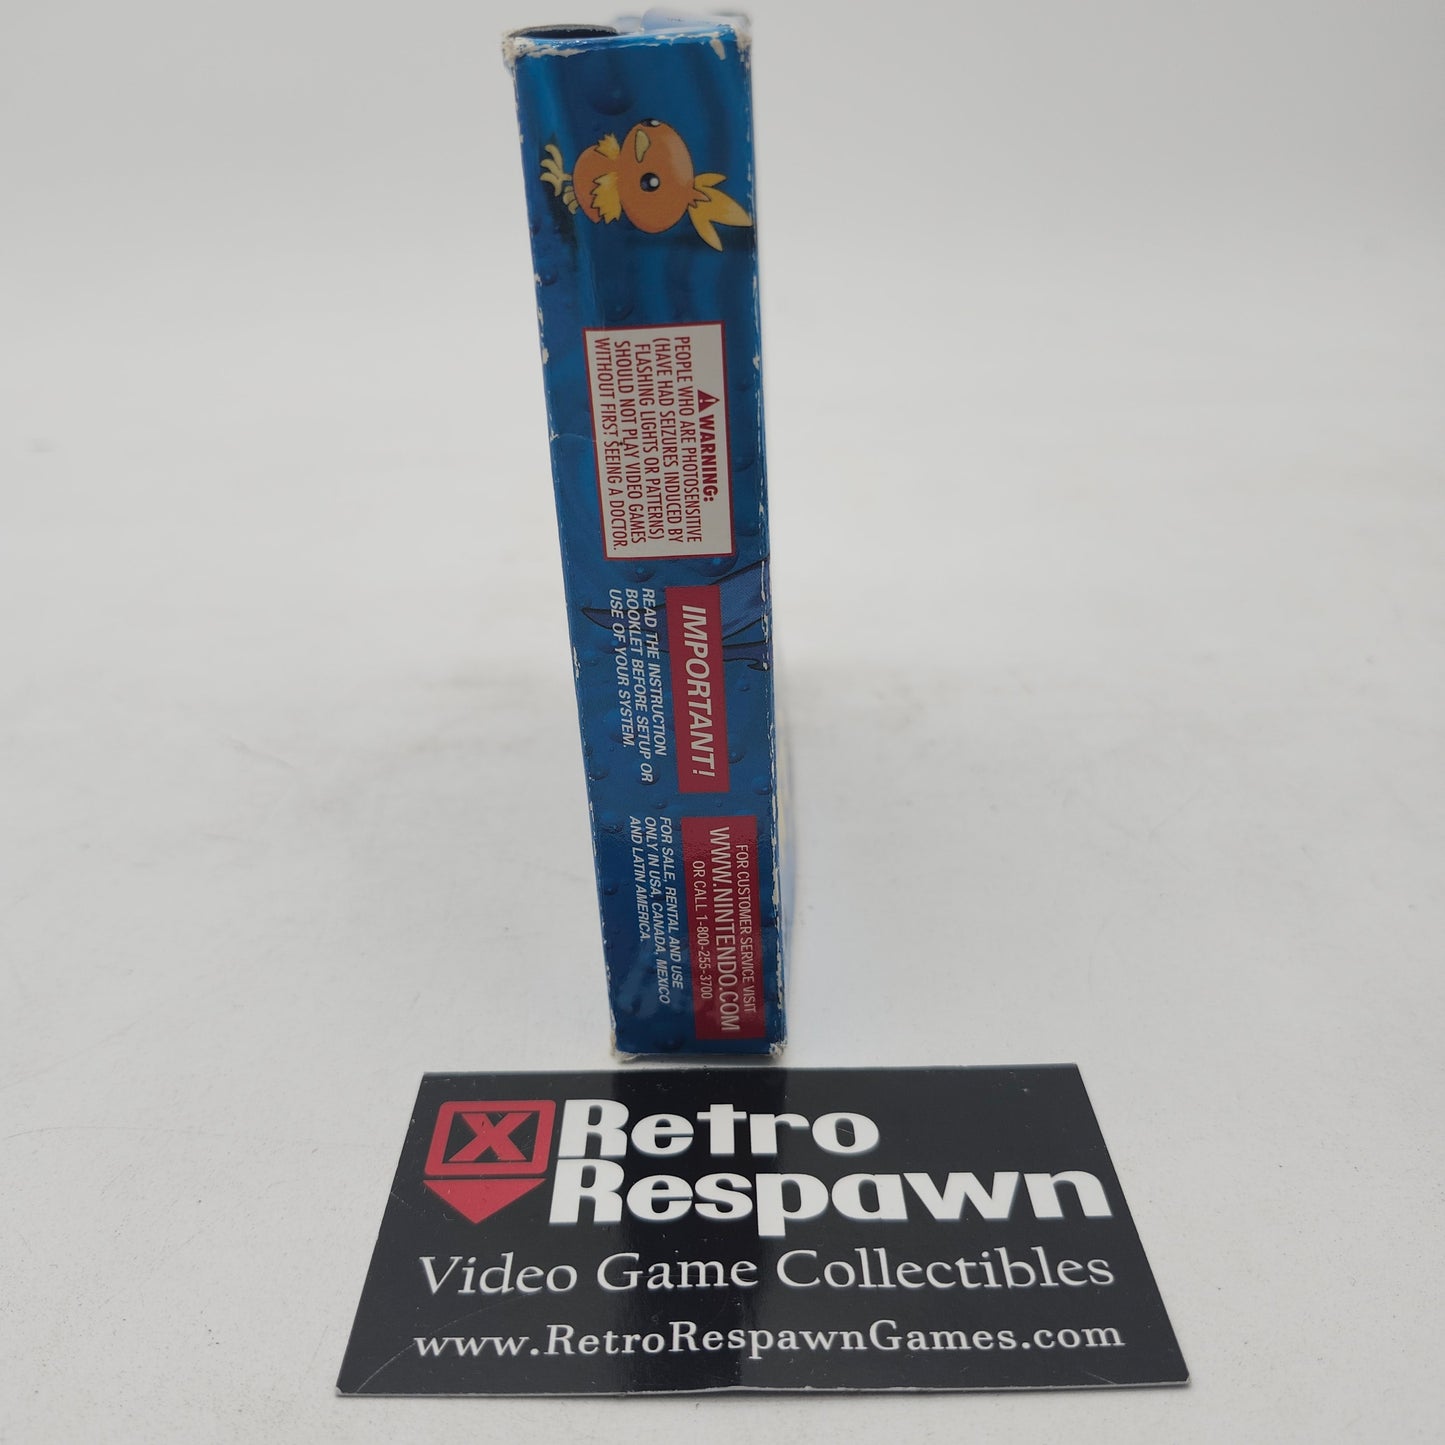 ⚠ WARNING:
PEOPLE WHO ARE PHOTOSENSITIVE
(HAVE HAD SEIZURES INDUCED BY
FLASHING LIGHTS OR PATTERNS)
SHOULD NOT PLAY VIDEO GAMES
WITHOUT FIRST SEEING A DOCTOR.
IMPORTANT!
READ THE INSTRUCTION
BOOKLET BEFORE SETUP OR
USE OF YOUR SYSTEM.
FOR CUSTOMER SERVICE VISIT
WWW.NINTENDO.COM
OR CALL 1-800-255-3700
FOR SALE, RENTAL AND USE
ONLY IN USA, CANADA, MEXICO
AND LATIN AMERICA.
X Retro
Respawn
Video Game Collectibles
www.RetroRespawnGames.com